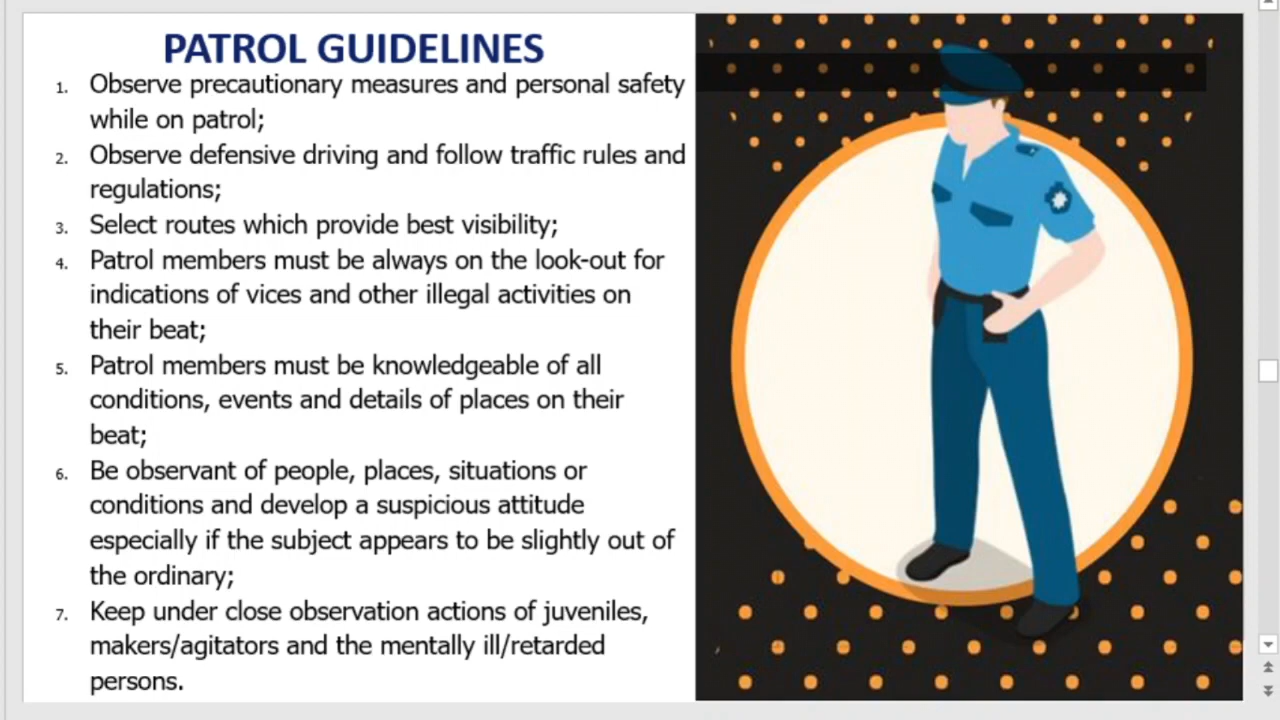 PATROL GUIDELINES
1. Observe precautionary measures and personal safety
while on patrol;
2. Observe defensive driving and follow traffic rules and
regulations;
3. Select routes which provide best visibility;
4. Patrol members must be always on the look-out for
indications of vices and other illegal activities on
their beat;
5. Patrol members must be knowledgeable of all
conditions, events and details of places on their
beat;
6. Be observant of people, places, situations or
conditions and develop a suspicious attitude
especially if the subject appears to be slightly out of
the ordinary;
7. Keep under close observation actions of juveniles,
makers/agitators and the mentally ill/retarded
persons.